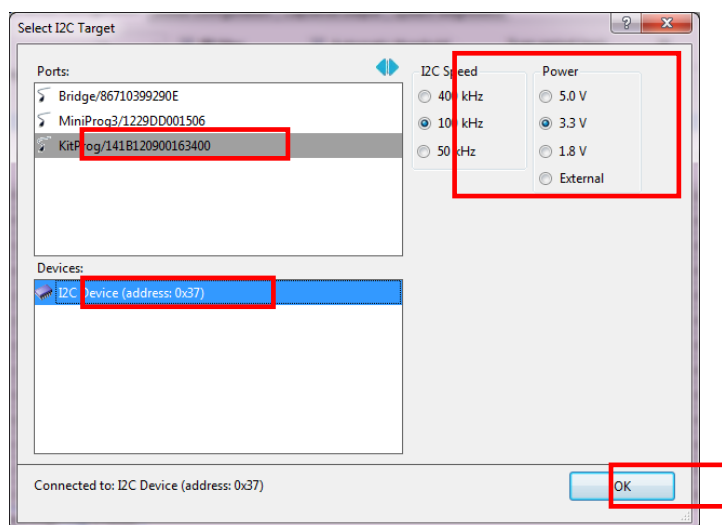 Select I2C Target
Ports:
Bridge/86710399290E
MiniProg3/1229DD001506
KitProg/141B120900163400
Devices:
I2C Device (address: 0x37)
I2C Speed
400 kHz
100 kHz
50 kHz
Power
5.0 V
3.3 V
1.8 V
External
Connected to: I2C Device (address: 0x37)
OK